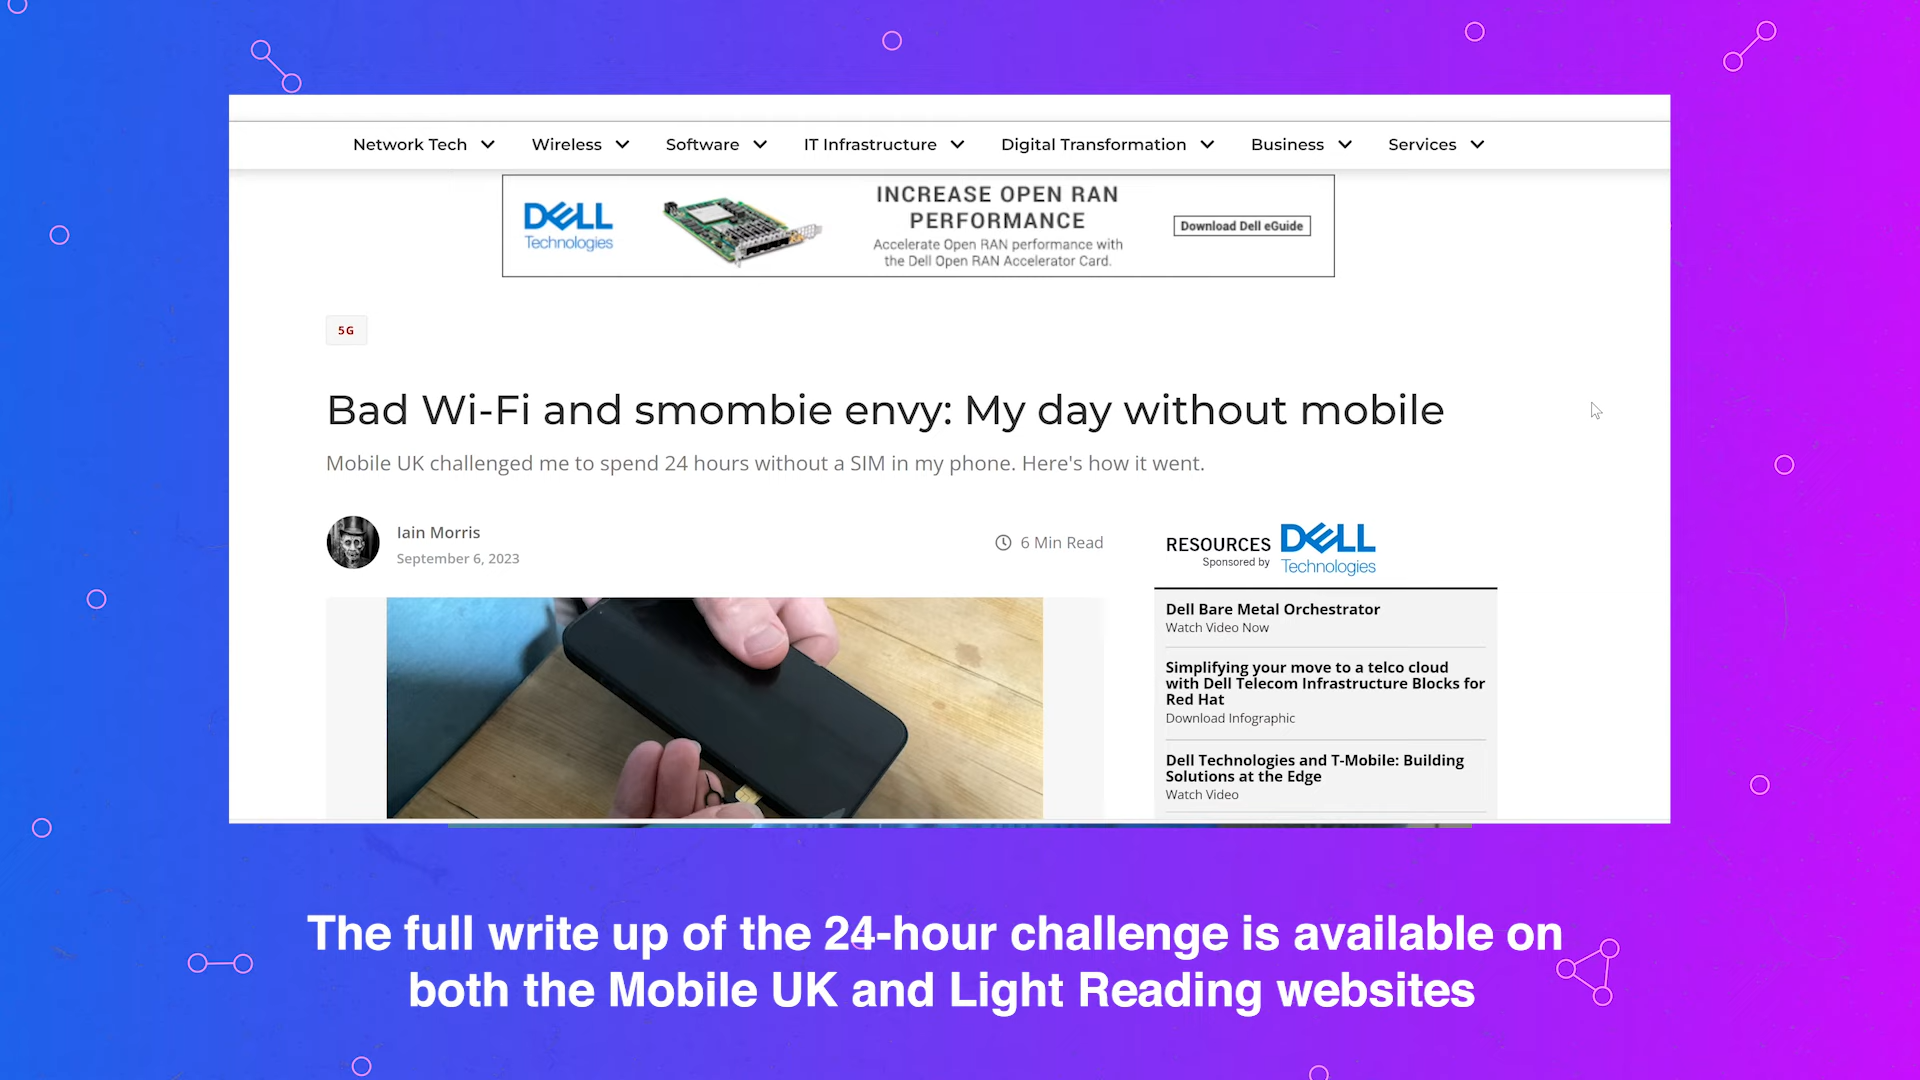 Network Tech
Wireless
Software
IT Infrastructure
Digital Transformation
Business
Services
DELL
Technologies
INCREASE OPEN RAN
PERFORMANCE
Accelerate Open RAN performance with
the Dell Open RAN Accelerator Card.
Download Dell eGuide
5G
Bad Wi-Fi and smombie envy: My day without mobile
Mobile UK challenged me to spend 24 hours without a SIM in my phone. Here's how it went.
Iain Morris
September 6, 2023
6 Min Read
RESOURCES
Sponsored by
DELL
Technologies
Dell Bare Metal Orchestrator
Watch Video Now
Simplifying your move to a telco cloud
with Dell Telecom Infrastructure Blocks for
Red Hat
Download Infographic
Dell Technologies and T-Mobile: Building
Solutions at the Edge
Watch Video
The full write up of the 24-hour challenge is available on
both the Mobile UK and Light Reading websites